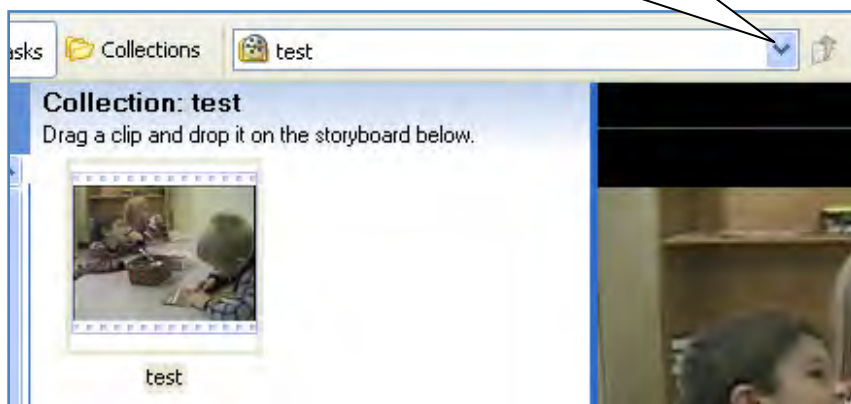 asks Collections test
Collection: test
Drag a clip and drop it on the storyboard below.
test